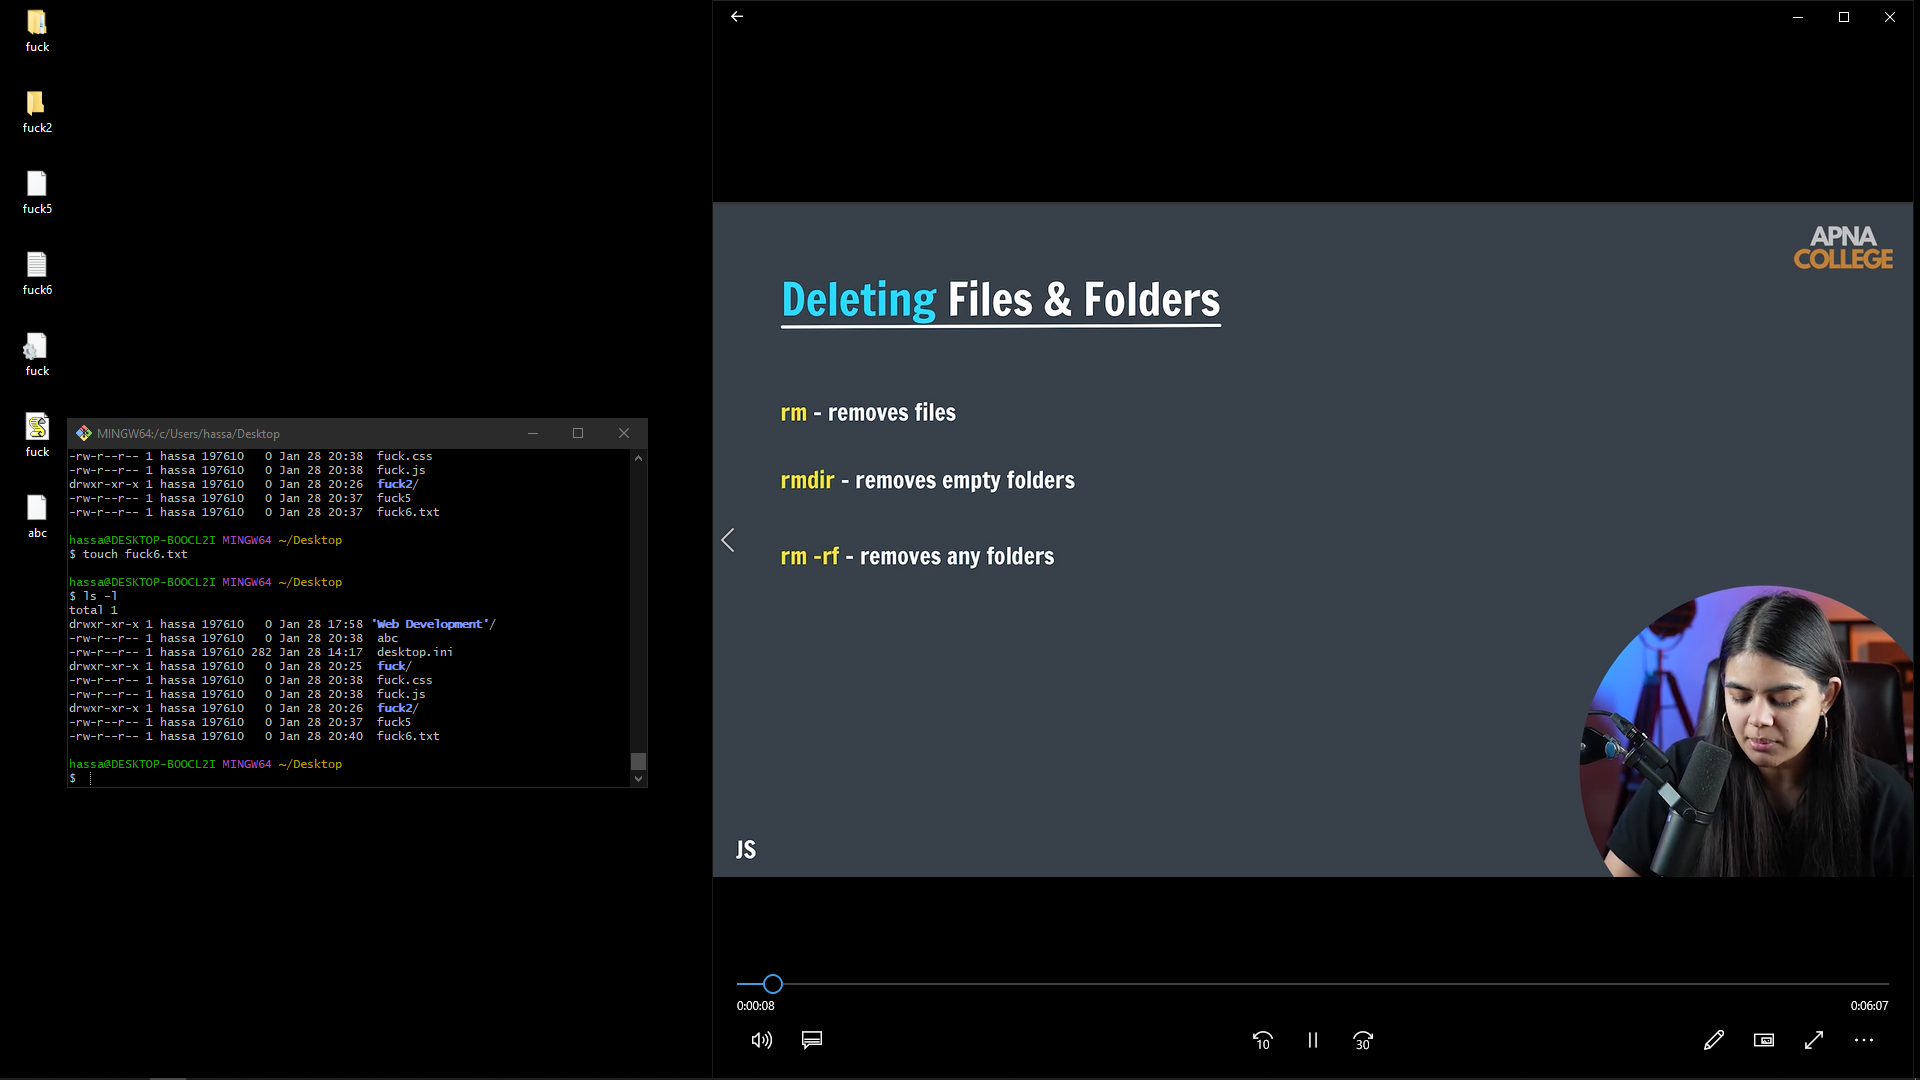 fuck
fuck2
fuck5
fuck6
fuck
fuck
abc
MINGW64:/c/Users/hassa/Desktop
-rw-r--r-- 1 hassa 197610   0 Jan 28 20:38  fuck.css
-rw-r--r-- 1 hassa 197610   0 Jan 28 20:38  fuck.js
drwxr-xr-x 1 hassa 197610   0 Jan 28 20:26  fuck2/
-rw-r--r-- 1 hassa 197610   0 Jan 28 20:37  fuck5
-rw-r--r-- 1 hassa 197610   0 Jan 28 20:37  fuck6.txt
hassa@DESKTOP-BOOCL2I MINGW64 ~/Desktop
$ touch fuck6.txt
hassa@DESKTOP-BOOCL2I MINGW64 ~/Desktop
$ ls -l
total 1
drwxr-xr-x 1 hassa 197610   0 Jan 28 17:58 'Web Development'/
-rw-r--r-- 1 hassa 197610   0 Jan 28 20:38  abc
-rw-r--r-- 1 hassa 197610 282 Jan 28 14:17  desktop.ini
drwxr-xr-x 1 hassa 197610   0 Jan 28 20:25  fuck/
-rw-r--r-- 1 hassa 197610   0 Jan 28 20:38  fuck.css
-rw-r--r-- 1 hassa 197610   0 Jan 28 20:38  fuck.js
drwxr-xr-x 1 hassa 197610   0 Jan 28 20:26  fuck2/
-rw-r--r-- 1 hassa 197610   0 Jan 28 20:37  fuck5
-rw-r--r-- 1 hassa 197610   0 Jan 28 20:40  fuck6.txt
hassa@DESKTOP-BOOCL2I MINGW64 ~/Desktop
$
APNA
COLLEGE
Deleting Files & Folders
rm - removes files
rmdir - removes empty folders
rm -rf - removes any folders
JS
0:00:08
0:06:07
10
30